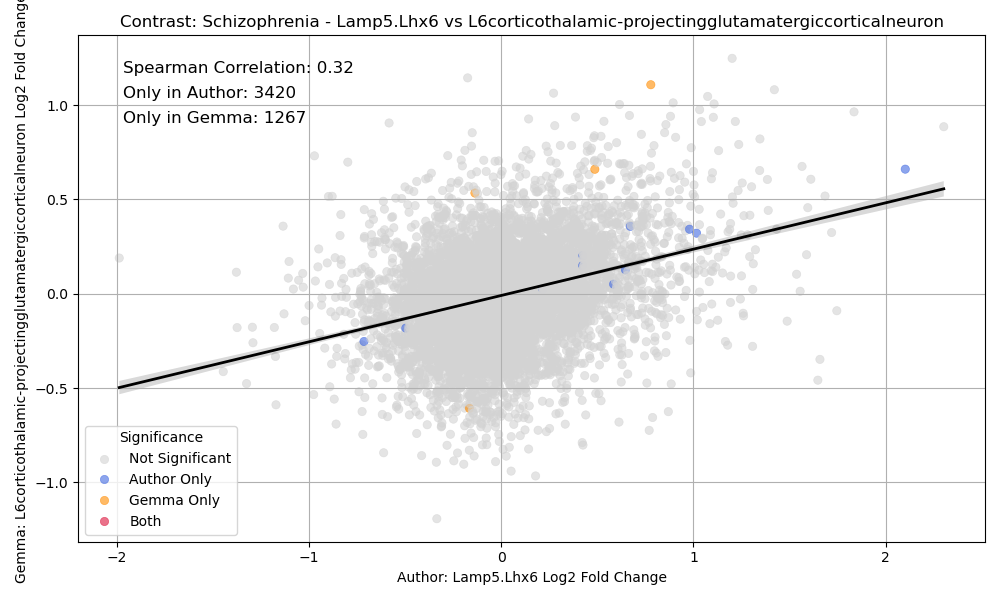 Contrast: Schizophrenia - Lamp5.Lhx6 vs L6corticothalamic-projectingglutamatergiccorticalneuron
Gemma: L6corticothalamic-projectingglutamatergiccorticalneuron Log2 Fold Change
Spearman Correlation: 0.32
Only in Author: 3420
Only in Gemma: 1267
1.0
0.5
0.0
−0.5
−1.0
Significance
Not Significant
Author Only
Gemma Only
Both
−2
−1
0
1
2
Author: Lamp5.Lhx6 Log2 Fold Change